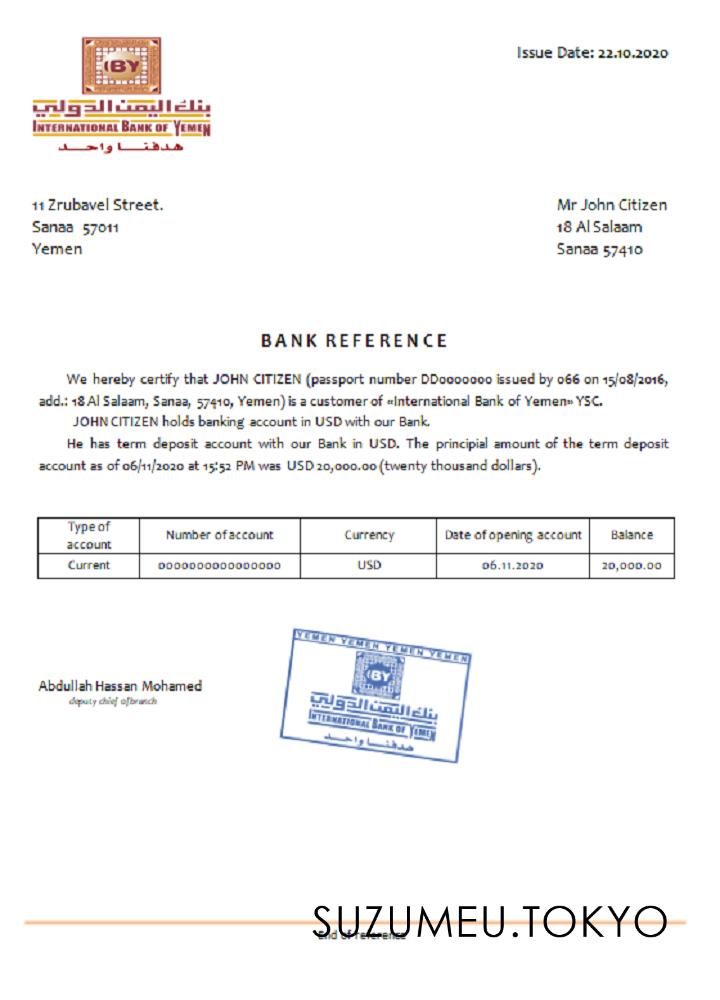 Issue Date: 22.10.2020
IBY
بنك اليمن الدولي
INTERNATIONAL BANK OF YEMEN
هدفنا واحد
11 Zrubavel Street.
Sanaa 57011
Yemen
Mr John Citizen
18 Al Salaam
Sanaa 57410
BANK REFERENCE
We hereby certify that JOHN CITIZEN (passport number DD0000000 issued by 066 on 15/08/2016,
add.: 18 Al Salaam, Sanaa, 57410, Yemen) is a customer of «International Bank of Yemen» YSC.
JOHN CITIZEN holds banking account in USD with our Bank.
He has term deposit account with our Bank in USD. The principial amount of the term deposit
account as of 06/11/2020 at 15:52 PM was USD 20,000.00 (twenty thousand dollars).
Type of
account
Number of account
Currency
Date of opening account
Balance
Current
0000000000000000
USD
06.11.2020
20,000.00
YEMEN YEMEN YEMEN YEMEN
IBY
بنك اليمن الدولي
INTERNATIONAL BANK OF YEMEN
هدفنا واحد
Abdullah Hassan Mohamed
deputy chief of branch
SUZUMEU.TOKYO
End of reference